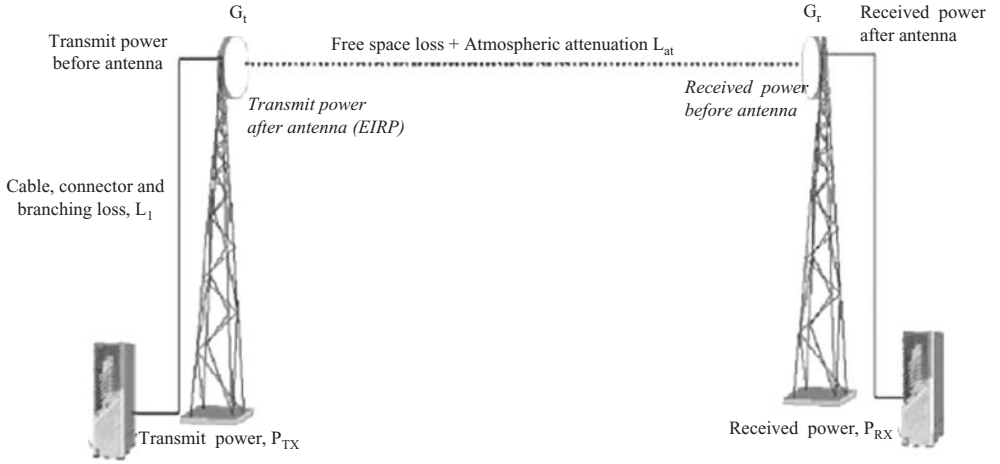 G_t
G_r
Received power
after antenna
Transmit power
before antenna
Free space loss + Atmospheric attenuation L_at
Transmit power
after antenna (EIRP)
Received power
before antenna
Cable, connector and
branching loss, L_1
Transmit power, P_TX
Received power, P_RX